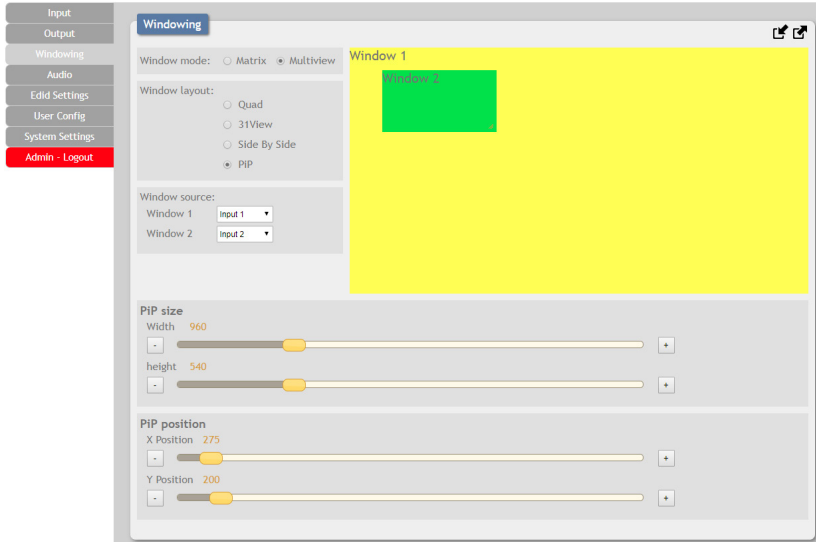 Input
Output
Windowing
Audio
Edid Settings
User Config
System Settings
Admin - Logout
Windowing
Window mode: Matrix Multiview
Window layout:
Quad
31View
Side By Side
PiP
Window source:
Window 1 Input 1
Window 2 Input 2
Window 1
Window 2
PiP size
Width 960
- +
height 540
- +
PiP position
X Position 275
- +
Y Position 200
- +